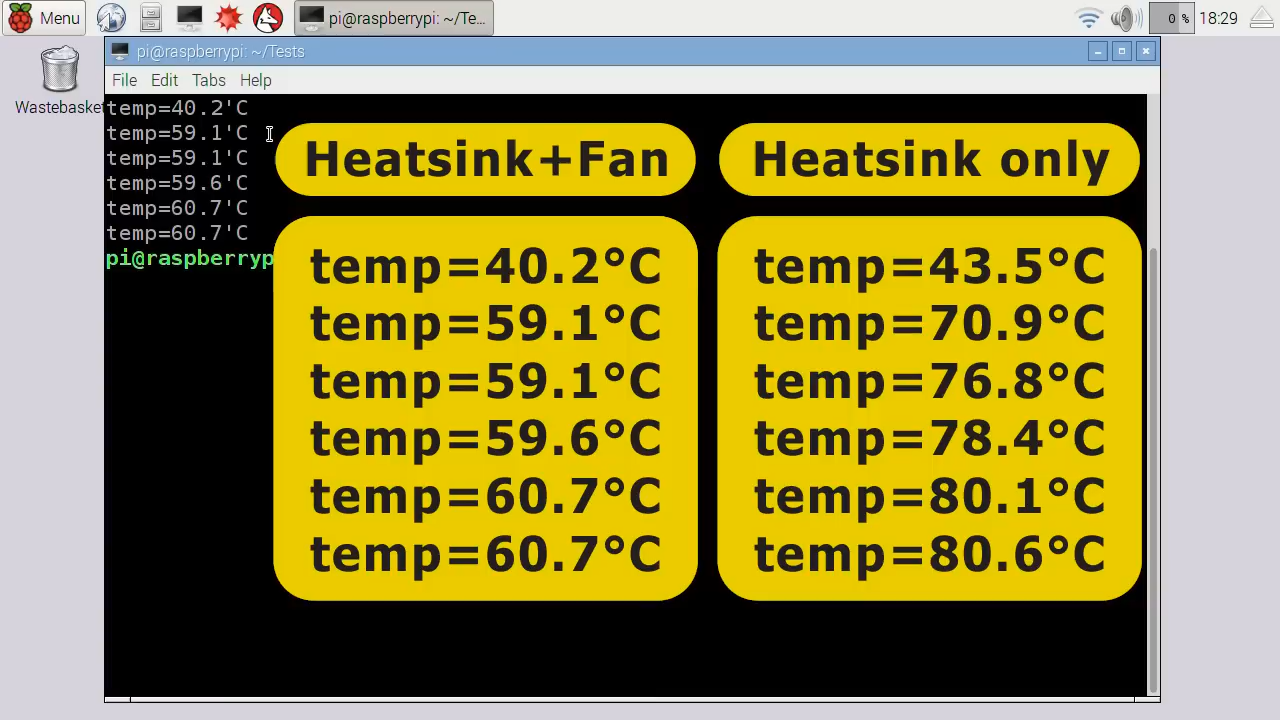 Menu
pi@raspberrypi: ~/Te...
0 %
18:29
Wastebasket
pi@raspberrypi: ~/Tests
File Edit Tabs Help
temp=40.2'C
temp=59.1'C
temp=59.1'C
temp=59.6'C
temp=60.7'C
temp=60.7'C
pi@raspberryp
Heatsink+Fan
temp=40.2°C
temp=59.1°C
temp=59.1°C
temp=59.6°C
temp=60.7°C
temp=60.7°C
Heatsink only
temp=43.5°C
temp=70.9°C
temp=76.8°C
temp=78.4°C
temp=80.1°C
temp=80.6°C